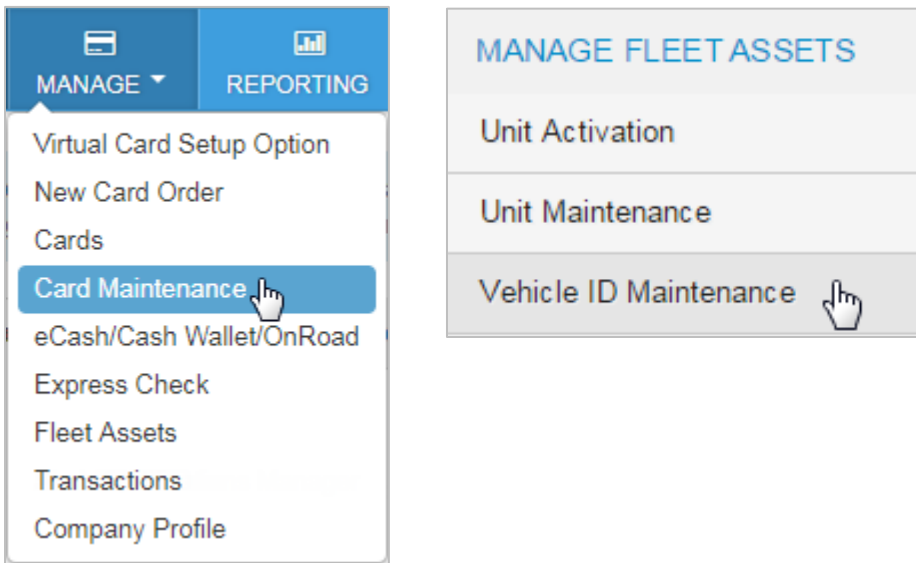 MANAGE
REPORTING
Virtual Card Setup Option
New Card Order
Cards
Card Maintenance
eCash/Cash Wallet/OnRoad
Express Check
Fleet Assets
Transactions
Company Profile
MANAGE FLEET ASSETS
Unit Activation
Unit Maintenance
Vehicle ID Maintenance